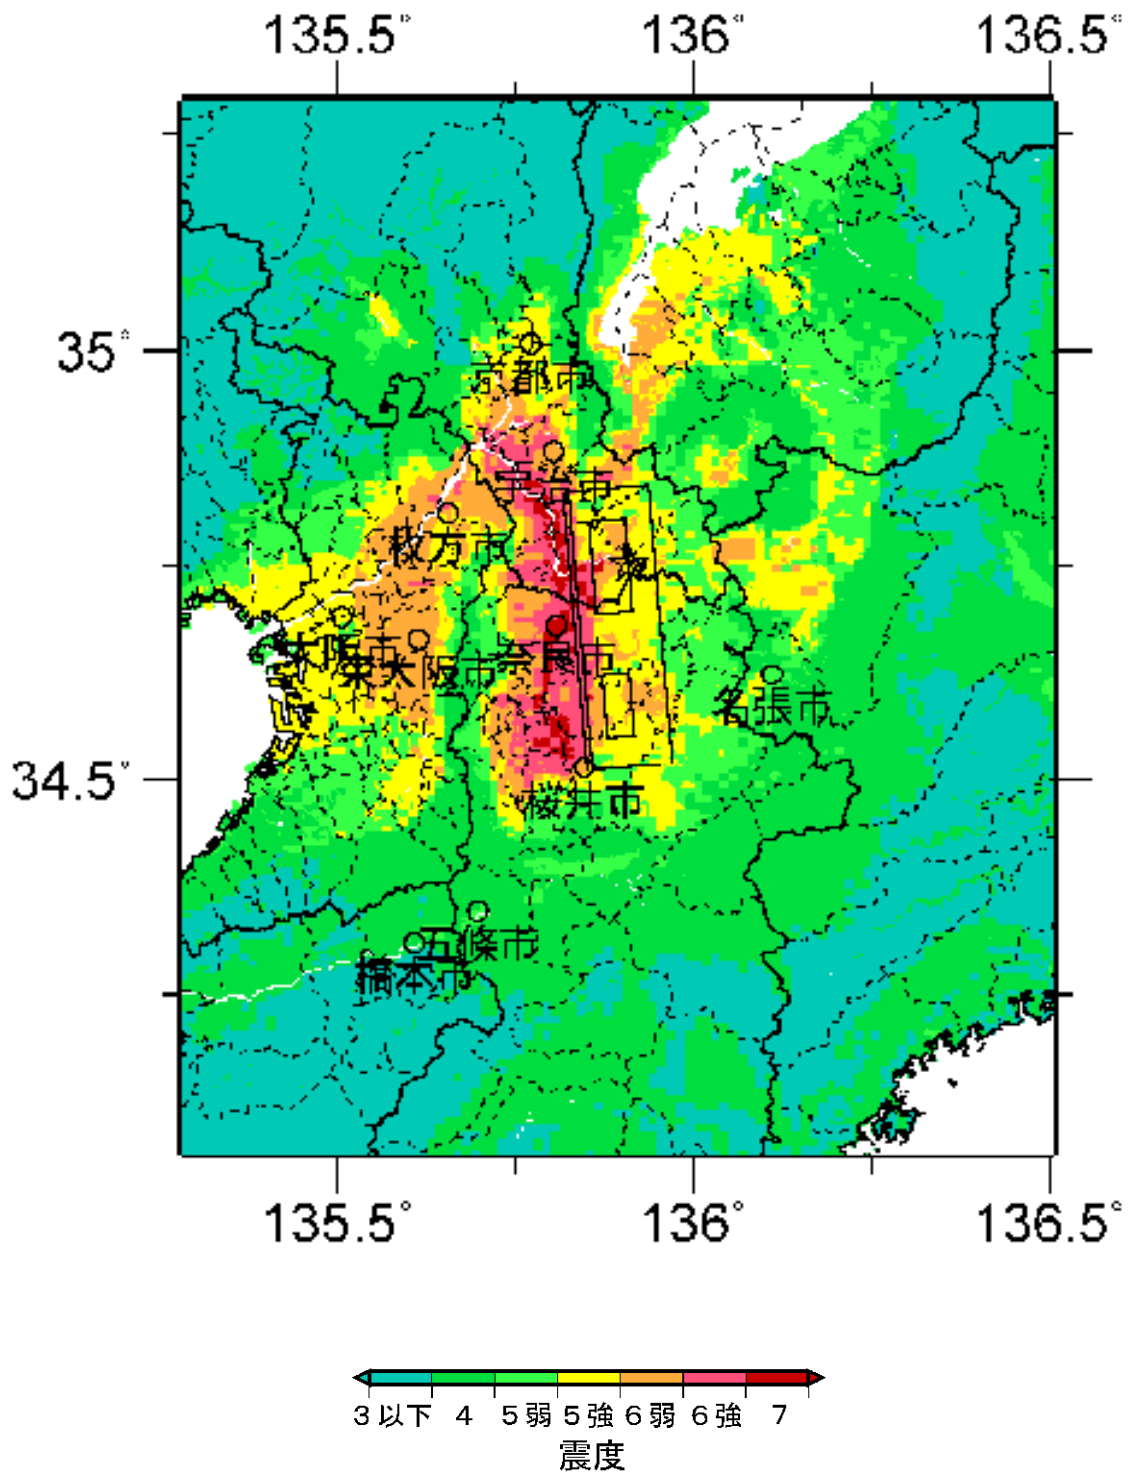 135.5° 136° 136.5°
35°
京都市
宇治市
枚方市
大阪市
東大阪市
奈良市
名張市
34.5°
桜井市
五條市
橋本市
135.5° 136° 136.5°
3以下 4 5弱 5強 6弱 6強 7
震度